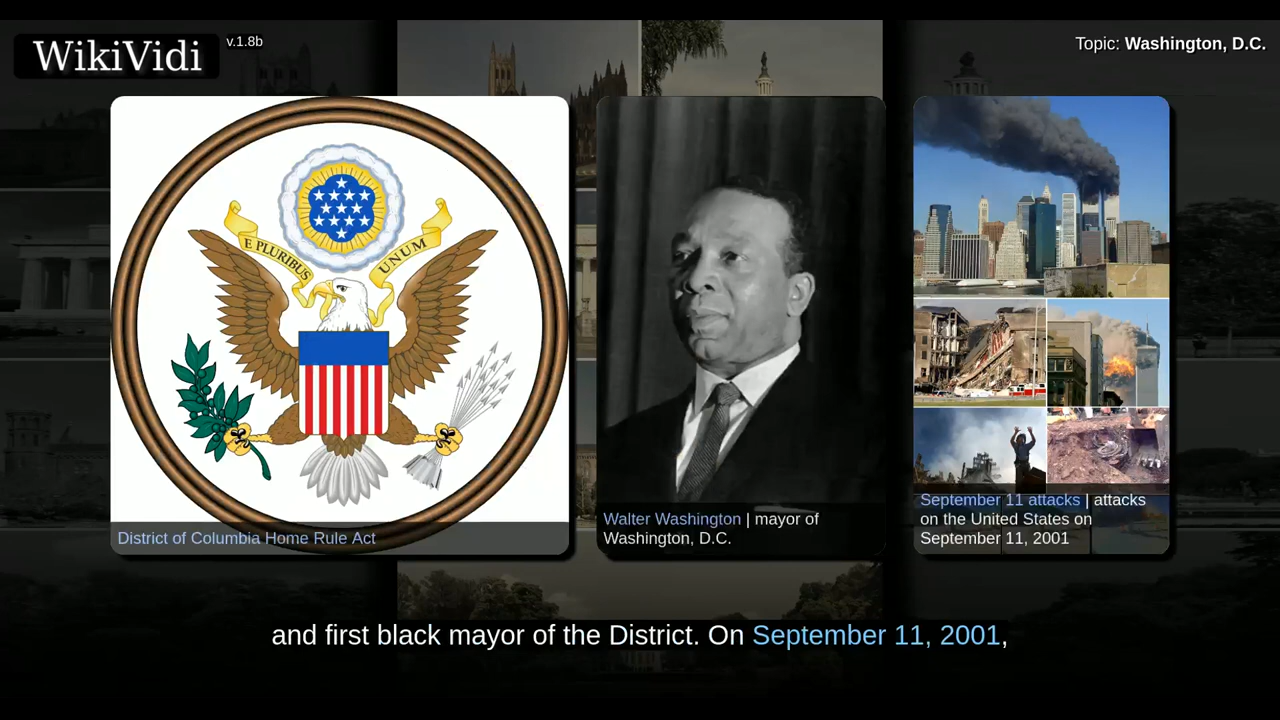 WikiVidi
v.1.8b
Topic: Washington, D.C.
E PLURIBUS
UNUM
District of Columbia Home Rule Act
Walter Washington | mayor of
Washington, D.C.
September 11 attacks | attacks
on the United States on
September 11, 2001
and first black mayor of the District. On September 11, 2001,